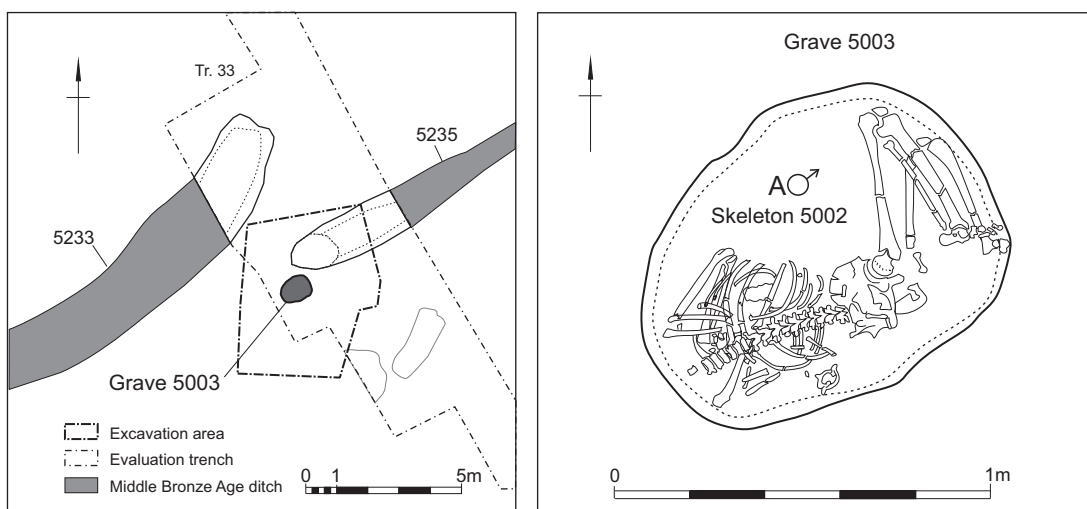 Tr. 33
5235
5233
Grave 5003
Excavation area
Evaluation trench
Middle Bronze Age ditch
0 1 5m
Grave 5003
A♂
Skeleton 5002
0 1m